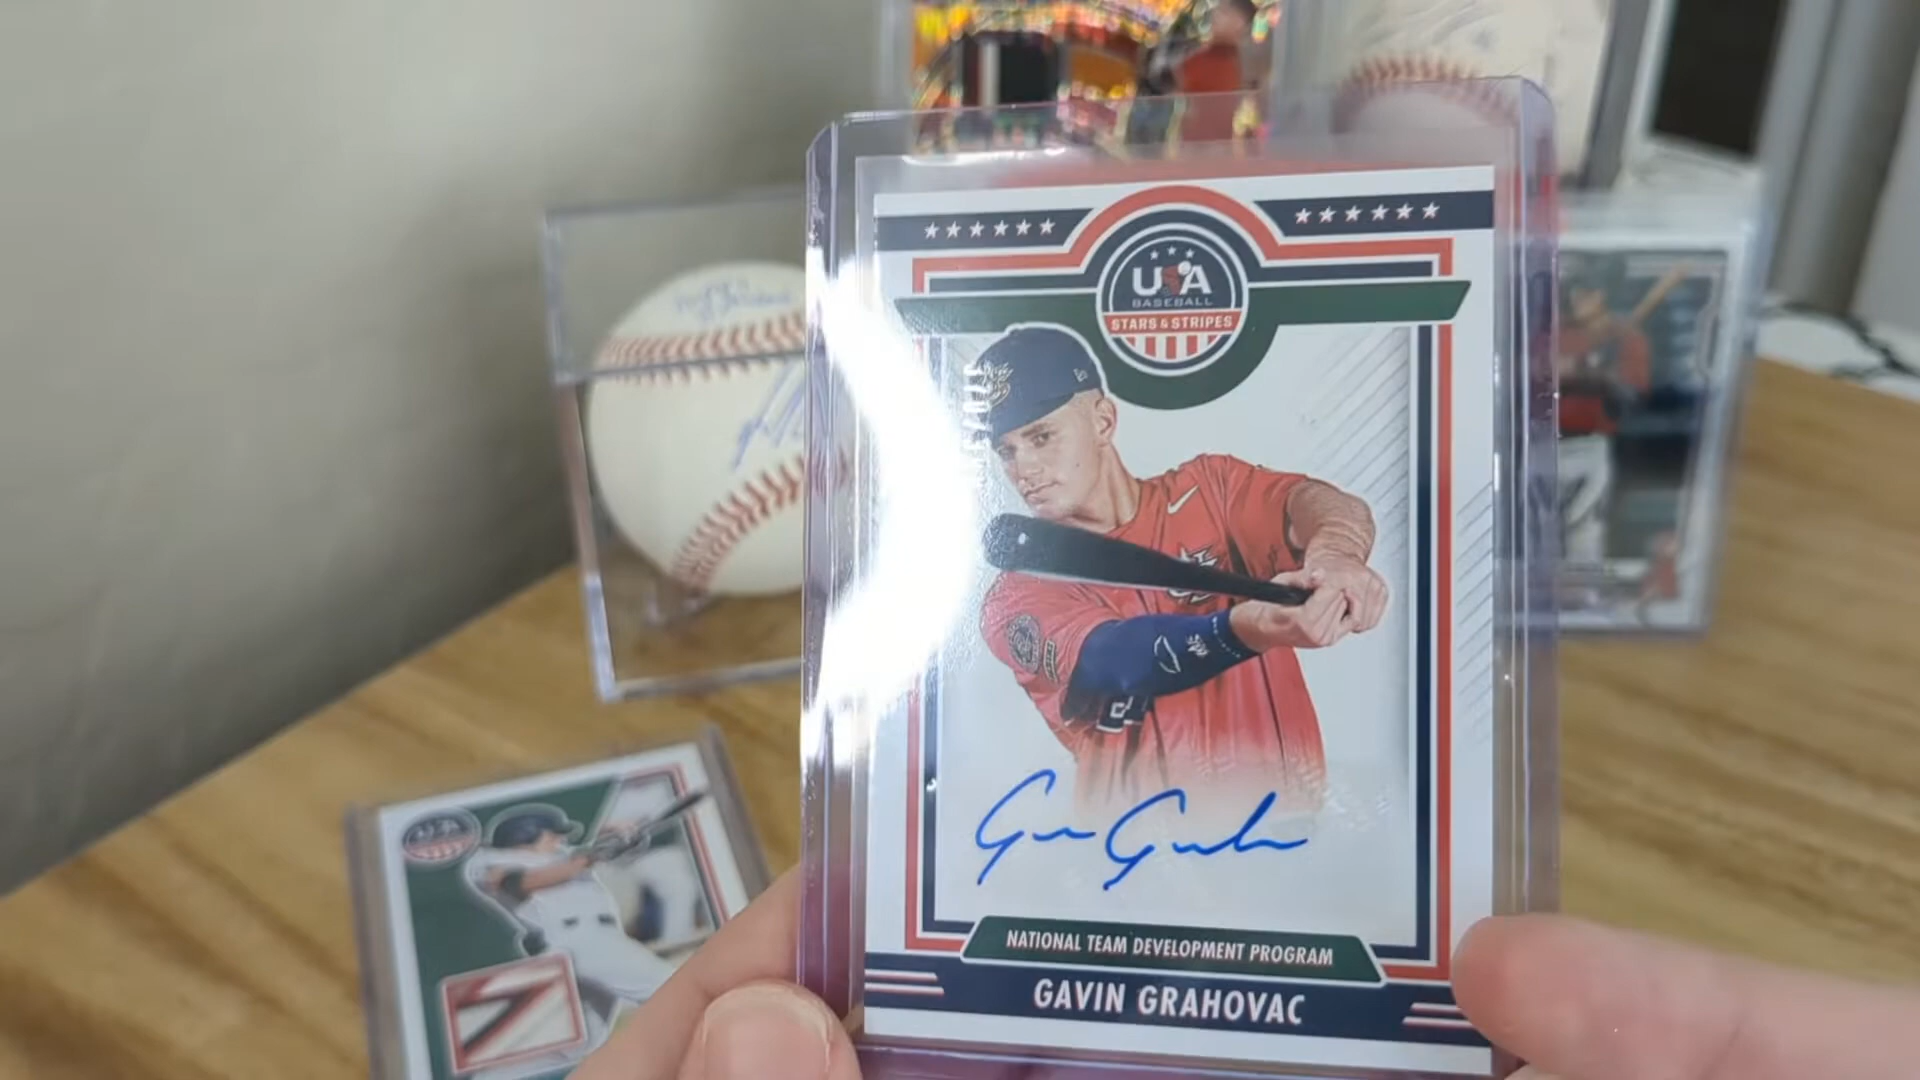 USA
BASEBALL
STARS & STRIPES
NATIONAL TEAM DEVELOPMENT PROGRAM
GAVIN GRAHOVAC